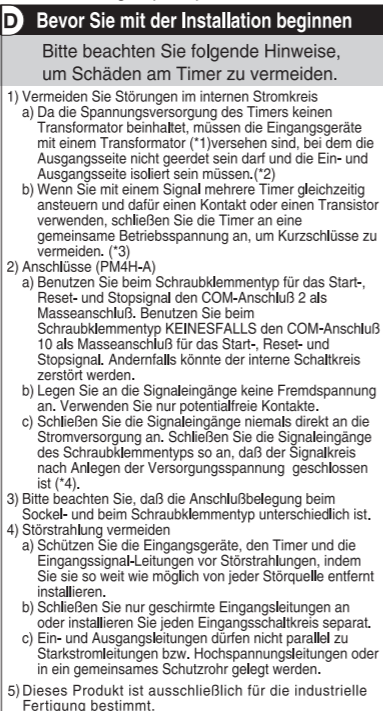 D Bevor Sie mit der Installation beginnen
Bitte beachten Sie folgende Hinweise,
um Schäden am Timer zu vermeiden.
1) Vermeiden Sie Störungen im internen Stromkreis
a) Da die Spannungsversorgung des Timers keinen
Transformator beinhaltet, müssen die Eingangsgeräte
mit einem Transformator (*1)versehen sind, bei dem die
Ausgangsseite nicht geerdet sein darf und die Ein- und
Ausgangsseite isoliert sein müssen.(*2)
b) Wenn Sie mit einem Signal mehrere Timer gleichzeitig
ansteuern und dafür einen Kontakt oder einen Transistor
verwenden, schließen Sie die Timer an eine
gemeinsame Betriebsspannung an, um Kurzschlüsse zu
vermeiden. (*3)
2) Anschlüsse (PM4H-A)
a) Benutzen Sie beim Schraubklemmentyp für das Start-,
Reset- und Stopsignal den COM-Anschluß 2 als
Masseanschluß. Benutzen Sie beim
Schraubklemmentyp KEINESFALLS den COM-Anschluß
10 als Masseanschluß für das Start-, Reset- und
Stopsignal. Andernfalls könnte der interne Schaltkreis
zerstört werden.
b) Legen Sie an die Signaleingänge keine Fremdspannung
an. Verwenden Sie nur potentialfreie Kontakte.
c) Schließen Sie die Signaleingänge niemals direkt an die
Stromversorgung an. Schließen Sie die Signaleingänge
des Schraubklemmentyps so an, daß der Signalkreis
nach Anlegen der Versorgungsspannung geschlossen
ist (*4).
3) Bitte beachten Sie, daß die Anschlußbelegung beim
Sockel- und beim Schraubklemmentyp unterschiedlich ist.
4) Störstrahlung vermeiden
a) Schützen Sie die Eingangsgeräte, den Timer und die
Eingangssignal-Leitungen vor Störstrahlungen, indem
Sie sie so weit wie möglich von jeder Störquelle entfernt
installieren.
b) Schließen Sie nur geschirmte Eingangsleitungen an
oder installieren Sie jeden Eingangsschaltkreis separat.
c) Ein- und Ausgangsleitungen dürfen nicht parallel zu
Starkstromleitungen bzw. Hochspannungsleitungen oder
in ein gemeinsames Schutzrohr gelegt werden.
5) Dieses Produkt ist ausschließlich für die industrielle
Fertigung bestimmt.